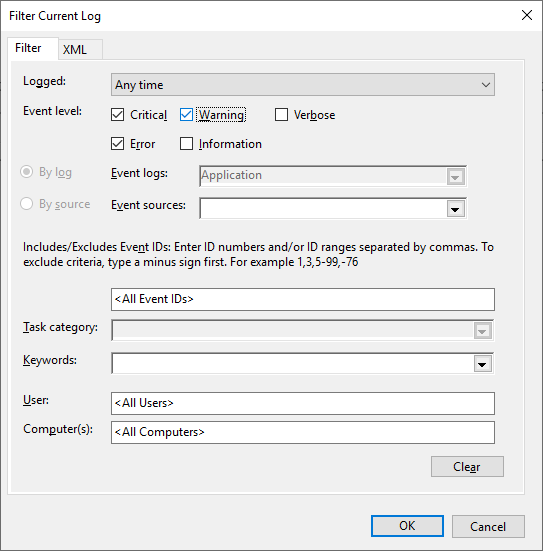 Filter Current Log
Filter XML
Logged: Any time
Event level: Critical Warning Verbose
Error Information
By log Event logs: Application
By source Event sources:
Includes/Excludes Event IDs: Enter ID numbers and/or ID ranges separated by commas. To
exclude criteria, type a minus sign first. For example 1,3,5-99,-76
<All Event IDs>
Task category:
Keywords:
User: <All Users>
Computer(s): <All Computers>
Clear
OK Cancel